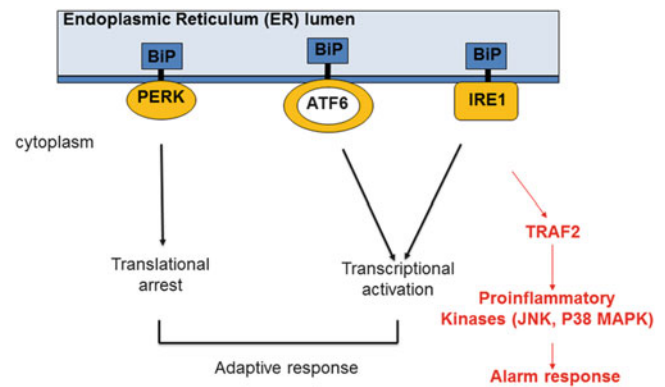 Endoplasmic Reticulum (ER) lumen
BiP
BiP
BiP
PERK
ATF6
IRE1
cytoplasm
TRAF2
Translational
arrest
Transcriptional
activation
Proinflammatory
Kinases (JNK, P38 MAPK)
Adaptive response
Alarm response